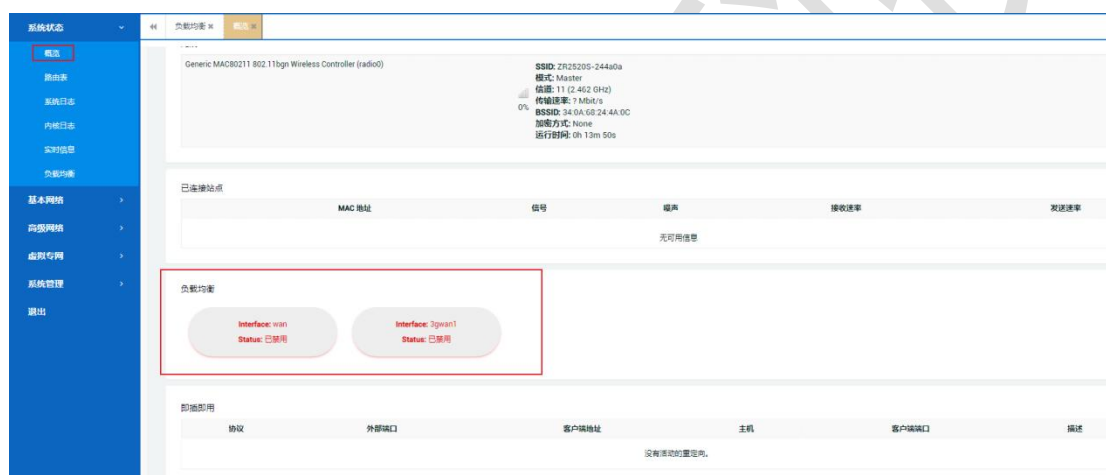 系统状态
负载均衡 ×
概览 ×
概览
路由表
系统日志
内核日志
实时信息
负载均衡
基本网络
高级网络
虚拟专网
系统管理
退出
Generic MAC80211 802.11bgn Wireless Controller (radio0)
0%
SSID: ZR2520S-244a0a
模式: Master
信道: 11 (2.462 GHz)
传输速率: ? Mbit/s
BSSID: 34:0A:68:24:4A:0C
加密方式: None
运行时间: 0h 13m 50s
已连接站点
MAC 地址 信号 噪声 接收速率 发送速率
无可用信息
负载均衡
Interface: wan
Status: 已禁用
Interface: 3gwan1
Status: 已禁用
即插即用
协议 外部端口 客户端地址 主机 客户端端口 描述
没有活动的重定向。